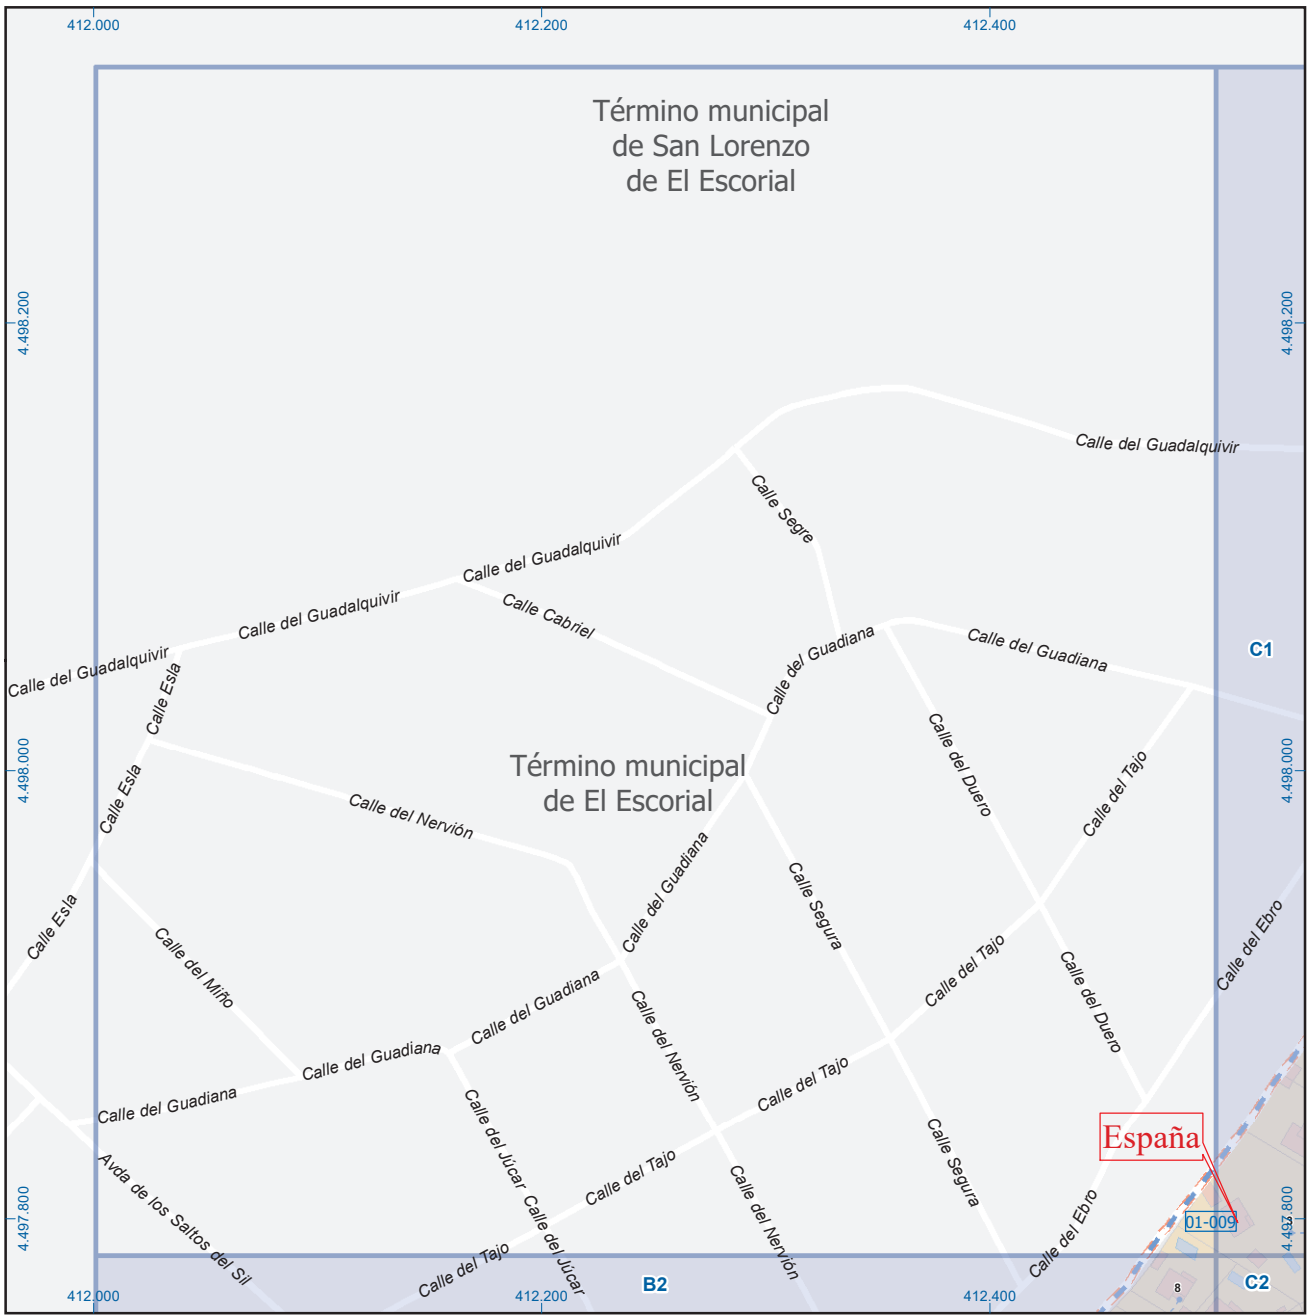 412.000
412.200
412.400
Término municipal
de San Lorenzo
de El Escorial
4.498.200
4.498.200
Calle del Guadalquivir
Calle Segre
Calle del Guadalquivir
Calle del Guadalquivir
Calle Cabriel
Calle del Guadalquivir
Calle Esla
Calle del Guadiana
Calle del Guadiana
C1
Calle del Duero
Calle del Tajo
4.498.000
4.498.000
Término municipal
de El Escorial
Calle Esla
Calle del Nervión
Calle del Guadiana
Calle Segura
Calle Esla
Calle del Miño
Calle del Tajo
Calle del Ebro
Calle del Guadiana
Calle del Duero
Calle del Nervión
Calle del Guadiana
Calle del Tajo
Calle del Guadiana
Calle del Júcar
Calle Segura
España
Avda de los Saltos del Sil
Calle del Tajo
Calle del Nervión
Calle del Júcar
Calle del Ebro
4.497.800
01-009
4.497.800
3
Calle del Tajo
B2
8
C2
412.000
412.200
412.400